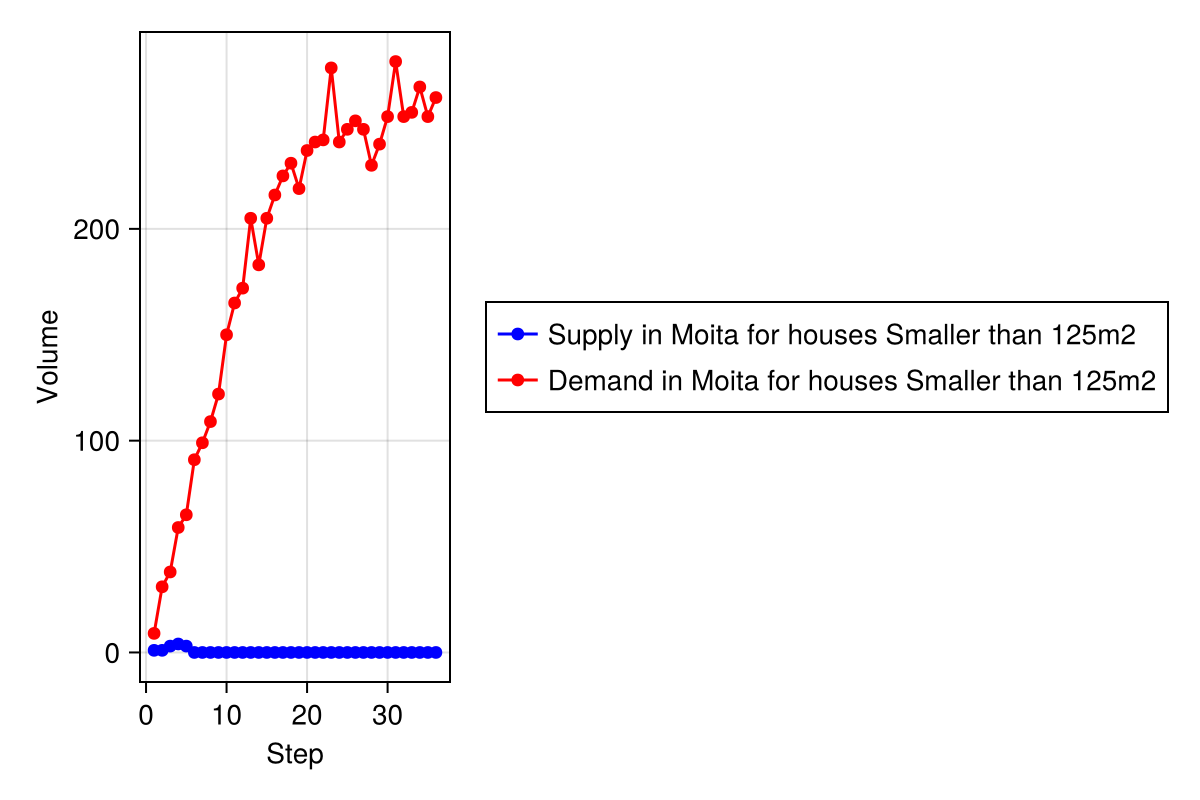 200
100
0
Volume
0 10 20 30
Step
Supply in Moita for houses Smaller than 125m2
Demand in Moita for houses Smaller than 125m2